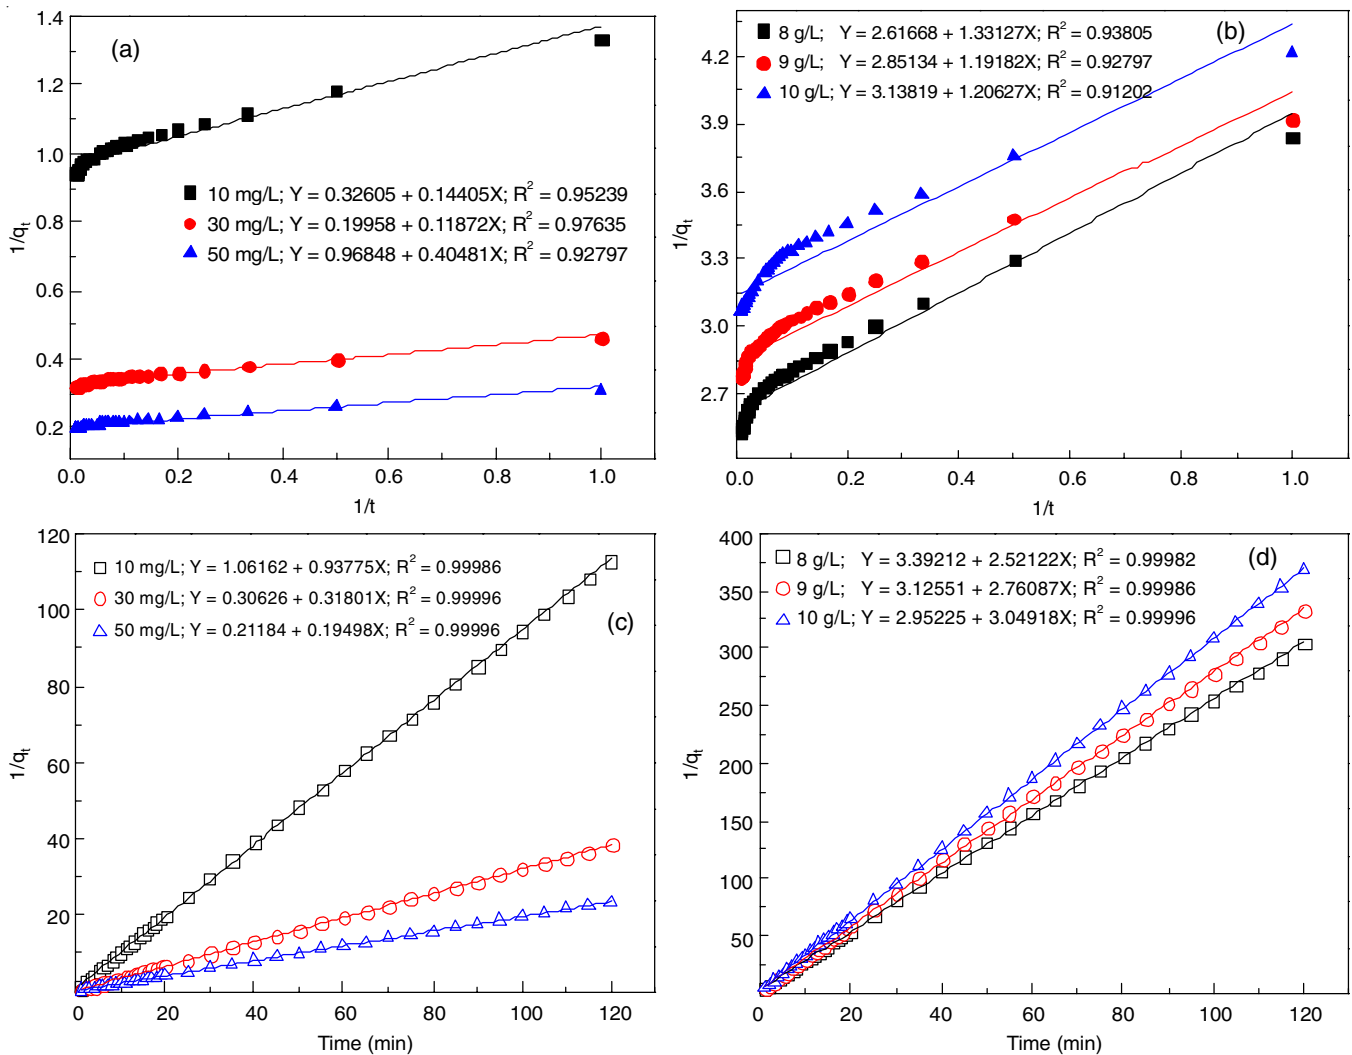 (a)
1.4
1.2
1.0
0.8
0.6
0.4
0.2
1/qt
10 mg/L; Y = 0.32605 + 0.14405X; R2 = 0.95239
30 mg/L; Y = 0.19958 + 0.11872X; R2 = 0.97635
50 mg/L; Y = 0.96848 + 0.40481X; R2 = 0.92797
0.0 0.2 0.4 0.6 0.8 1.0
1/t
(b)
8 g/L; Y = 2.61668 + 1.33127X; R2 = 0.93805
9 g/L; Y = 2.85134 + 1.19182X; R2 = 0.92797
10 g/L; Y = 3.13819 + 1.20627X; R2 = 0.91202
4.2
3.9
3.6
3.3
3.0
2.7
1/qt
0.0 0.2 0.4 0.6 0.8 1.0
1/t
120
100
80
60
40
20
0
1/qt
10 mg/L; Y = 1.06162 + 0.93775X; R2 = 0.99986
30 mg/L; Y = 0.30626 + 0.31801X; R2 = 0.99996
50 mg/L; Y = 0.21184 + 0.19498X; R2 = 0.99996
(c)
0 20 40 60 80 100 120
Time (min)
400
350
300
250
200
150
100
50
1/qt
8 g/L; Y = 3.39212 + 2.52122X; R2 = 0.99982
9 g/L; Y = 3.12551 + 2.76087X; R2 = 0.99986
10 g/L; Y = 2.95225 + 3.04918X; R2 = 0.99996
(d)
0 20 40 60 80 100 120
Time (min)